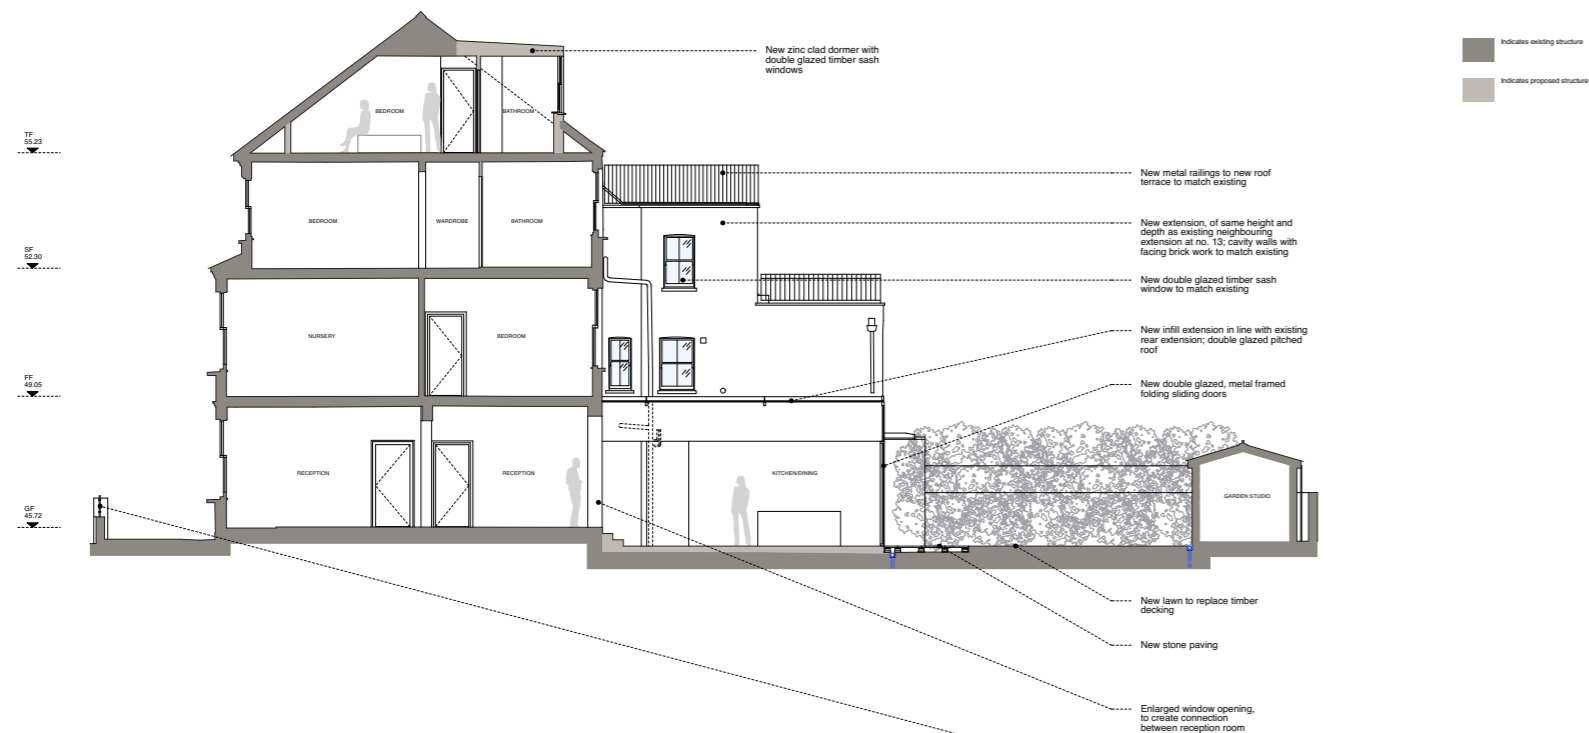 New zinc clad dormer with
double glazed timber sash
windows
Indicates existing structure
Indicates proposed structure
BEDROOM
BATHROOM
TF
55.23
New metal railings to new roof
terrace to match existing
BEDROOM
WARDROBE
BATHROOM
New extension, of same height and
depth as existing neighbouring
extension at no. 13; cavity walls with
facing brick work to match existing
SF
52.30
New double glazed timber sash
window to match existing
NURSERY
BEDROOM
New infill extension in line with existing
rear extension; double glazed pitched
roof
FF
49.05
New double glazed, metal framed
folding sliding doors
RECEPTION
RECEPTION
KITCHEN/DINING
GARDEN STUDIO
GF
45.72
New lawn to replace timber
decking
New stone paving
Enlarged window opening,
to create connection
between reception room